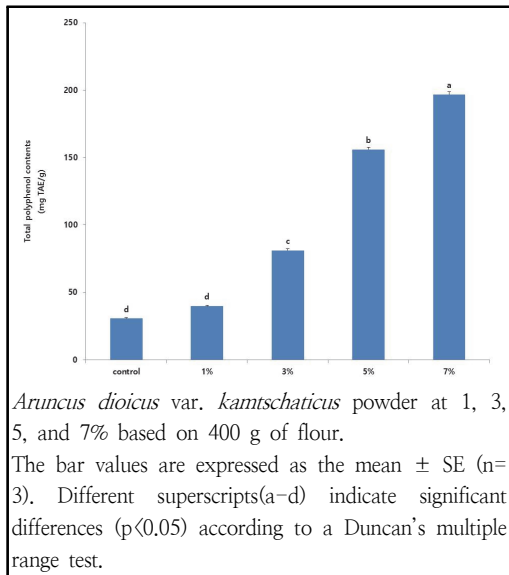 250
200
150
100
50
0
Total polyphenol contents
(mg TAE/g)
d
d
c
b
a
control 1% 3% 5% 7%
Aruncus dioicus var. kamtschaticus powder at 1, 3,
5, and 7% based on 400 g of flour.
The bar values are expressed as the mean ± SE (n=
3). Different superscripts(a-d) indicate significant
differences (p<0.05) according to a Duncan's multiple
range test.